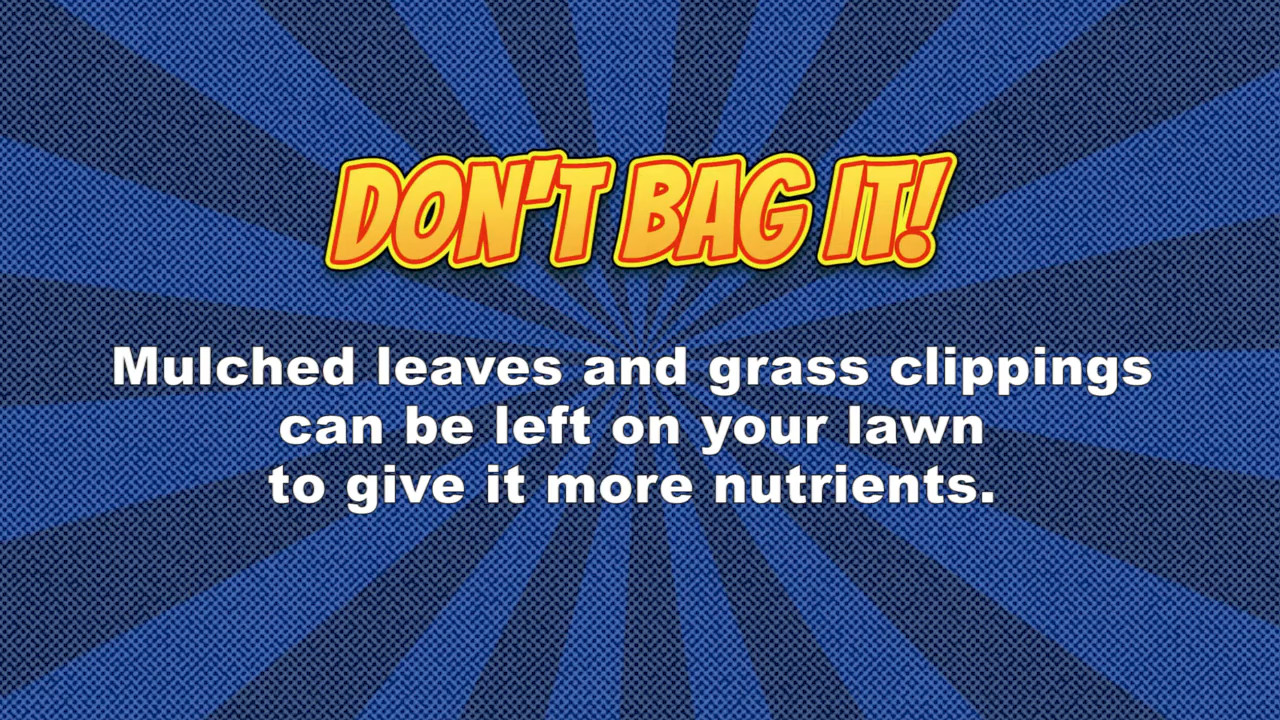 DON'T BAG IT!
Mulched leaves and grass clippings
can be left on your lawn
to give it more nutrients.